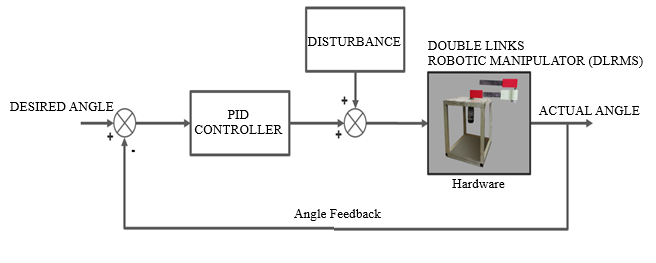 DISTURBANCE
DOUBLE LINKS
ROBOTIC MANIPULATOR (DLRMS)
DESIRED ANGLE
PID
CONTROLLER
ACTUAL ANGLE
+
+
+
-
Hardware
Angle Feedback